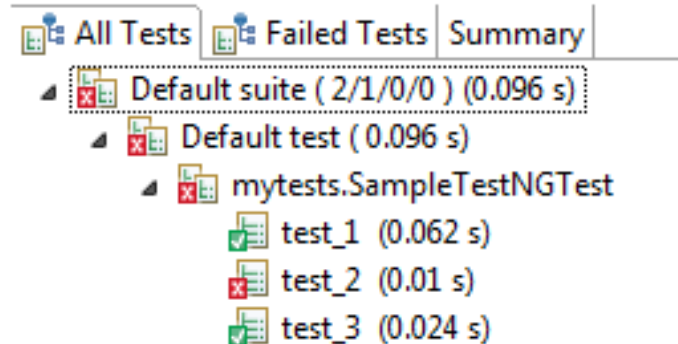 All Tests Failed Tests Summary
Default suite ( 2/1/0/0 ) (0.096 s)
Default test ( 0.096 s)
mytests.SampleTestNGTest
test_1 (0.062 s)
test_2 (0.01 s)
test_3 (0.024 s)